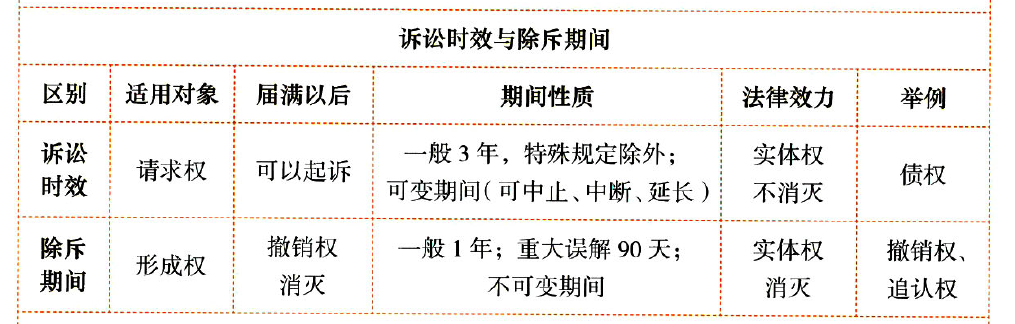 诉讼时效与除斥期间
区别 适用对象 届满以后 期间性质 法律效力 举例
诉讼
时效
请求权
可以起诉
一般 3 年，特殊规定除外；
可变期间（可中止、中断、延长）
实体权
不消灭
债权
除斥
期间
形成权
撤销权
消灭
一般 1 年；重大误解 90 天；
不可变期间
实体权
消灭
撤销权、
追认权